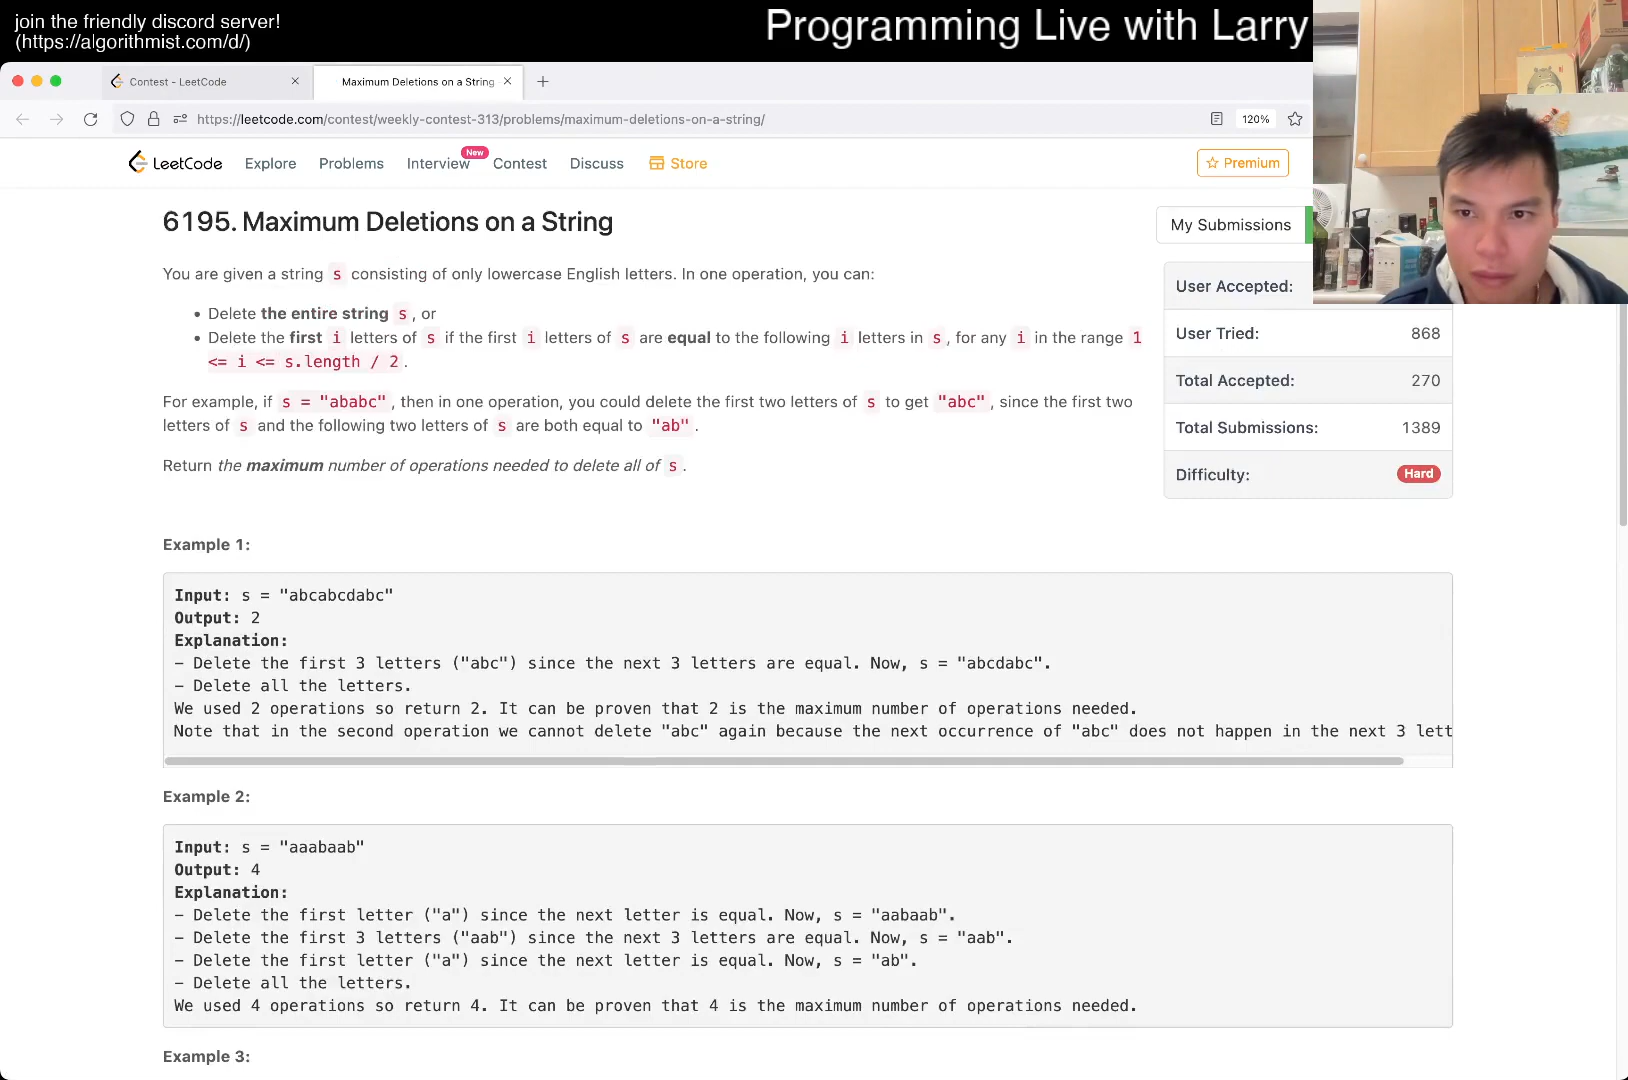 join the friendly discord server!
(https://algorithmist.com/d/)
Programming Live with Larry
Contest - LeetCode
Maximum Deletions on a String
https://leetcode.com/contest/weekly-contest-313/problems/maximum-deletions-on-a-string/
120%
LeetCode
Explore
Problems
Interview
New
Contest
Discuss
Store
Premium
6195. Maximum Deletions on a String
My Submissions
You are given a string s consisting of only lowercase English letters. In one operation, you can:
• Delete the entire string s, or
• Delete the first i letters of s if the first i letters of s are equal to the following i letters in s, for any i in the range 1
<= i <= s.length / 2.
For example, if s = "ababc", then in one operation, you could delete the first two letters of s to get "abc", since the first two
letters of s and the following two letters of s are both equal to "ab".
Return the maximum number of operations needed to delete all of s.
User Accepted:
User Tried: 868
Total Accepted: 270
Total Submissions: 1389
Difficulty: Hard
Example 1:
Input: s = "abcabcdabc"
Output: 2
Explanation:
- Delete the first 3 letters ("abc") since the next 3 letters are equal. Now, s = "abcdabc".
- Delete all the letters.
We used 2 operations so return 2. It can be proven that 2 is the maximum number of operations needed.
Note that in the second operation we cannot delete "abc" again because the next occurrence of "abc" does not happen in the next 3 lett
Example 2:
Input: s = "aaabaab"
Output: 4
Explanation:
- Delete the first letter ("a") since the next letter is equal. Now, s = "aabaab".
- Delete the first 3 letters ("aab") since the next 3 letters are equal. Now, s = "aab".
- Delete the first letter ("a") since the next letter is equal. Now, s = "ab".
- Delete all the letters.
We used 4 operations so return 4. It can be proven that 4 is the maximum number of operations needed.
Example 3: